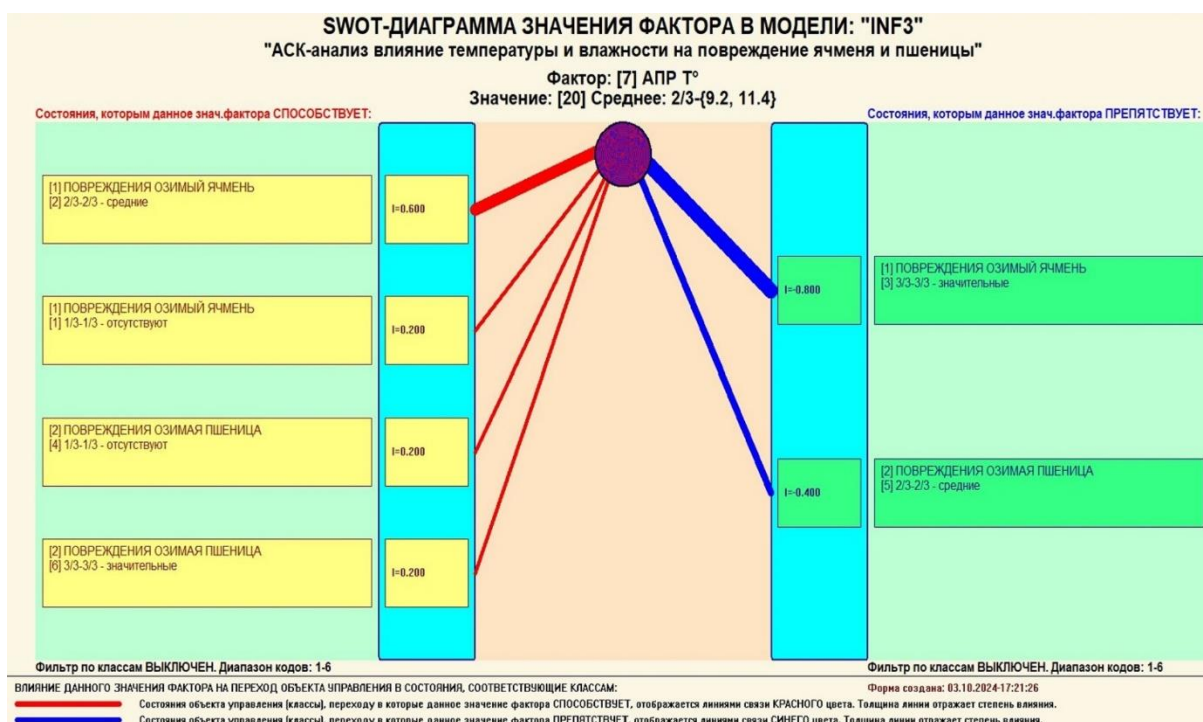 SWOT-ДИАГРАММА ЗНАЧЕНИЯ ФАКТОРА В МОДЕЛИ: "INF3"
"АСК-анализ влияние температуры и влажности на повреждение ячменя и пшеницы"
Фактор: [7] АПР Т°
Значение: [20] Среднее: 2/3-{9.2, 11.4}
Состояния, которым данное знач.фактора СПОСОБСТВУЕТ:
Состояния, которым данное знач.фактора ПРЕПЯТСТВУЕТ:
[1] ПОВРЕЖДЕНИЯ ОЗИМЫЙ ЯЧМЕНЬ
[2] 2/3-2/3 - средние
I=0.600
[1] ПОВРЕЖДЕНИЯ ОЗИМЫЙ ЯЧМЕНЬ
[1] 1/3-1/3 - отсутствуют
I=0.200
[2] ПОВРЕЖДЕНИЯ ОЗИМАЯ ПШЕНИЦА
[4] 1/3-1/3 - отсутствуют
I=0.200
[2] ПОВРЕЖДЕНИЯ ОЗИМАЯ ПШЕНИЦА
[6] 3/3-3/3 - значительные
I=0.200
I=-0.800
[1] ПОВРЕЖДЕНИЯ ОЗИМЫЙ ЯЧМЕНЬ
[3] 3/3-3/3 - значительные
I=-0.400
[2] ПОВРЕЖДЕНИЯ ОЗИМАЯ ПШЕНИЦА
[5] 2/3-2/3 - средние
Фильтр по классам ВЫКЛЮЧЕН. Диапазон кодов: 1-6
Фильтр по классам ВЫКЛЮЧЕН. Диапазон кодов: 1-6
ВЛИЯНИЕ ДАННОГО ЗНАЧЕНИЯ ФАКТОРА НА ПЕРЕХОД ОБЪЕКТА УПРАВЛЕНИЯ В СОСТОЯНИЯ, СООТВЕТСТВУЮЩИЕ КЛАССАМ:
Форма создана: 03.10.2024-17:21:26
Состояния объекта управления (классы), переходу в которые данное значение фактора СПОСОБСТВУЕТ, отображается линиями связи КРАСНОГО цвета. Толщина линии отражает степень влияния.
Состояния объекта управления (классы), переходу в которые данное значение фактора ПРЕПЯТСТВУЕТ, отображается линиями связи СИНЕГО цвета. Толщина линии отражает степень влияния.